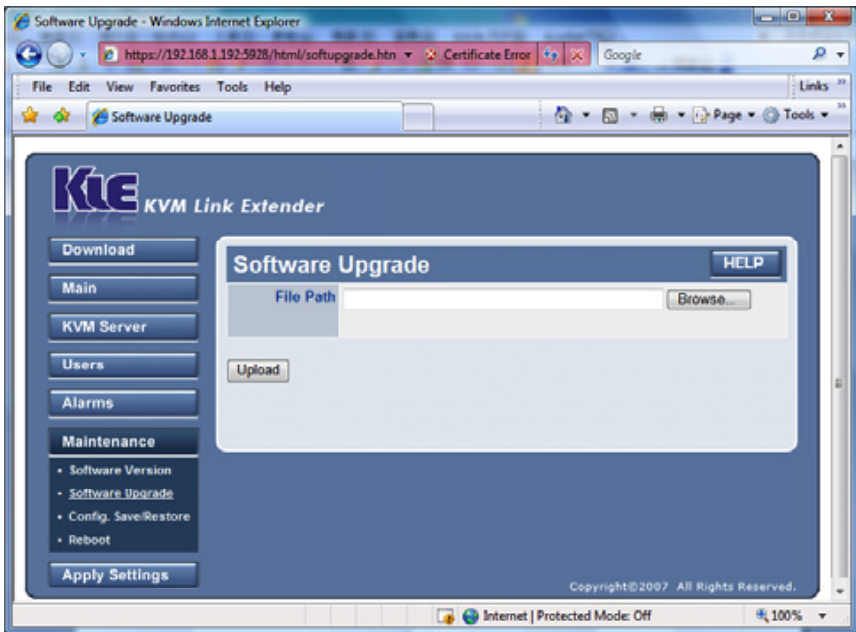 Software Upgrade - Windows Internet Explorer
https://192.168.1.192:5928/html/softupgrade.htn Certificate Error Google
File Edit View Favorites Tools Help Links
Software Upgrade Page Tools
KLE KVM Link Extender
Download
Main
KVM Server
Users
Alarms
Maintenance
• Software Version
• Software Upgrade
• Config. Save/Restore
• Reboot
Apply Settings
Software Upgrade HELP
File Path Browse...
Upload
Copyright©2007 All Rights Reserved.
Internet | Protected Mode: Off 100%